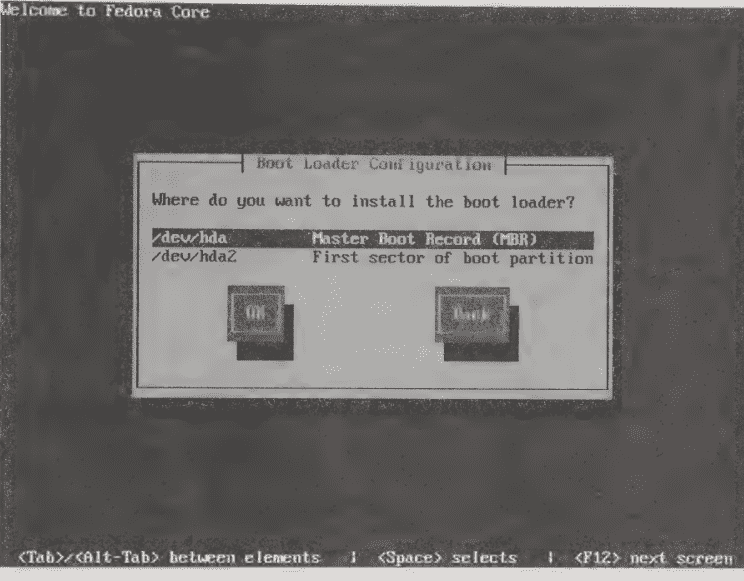 Welcome to Fedora Core
Boot Loader Configuration
Where do you want to install the boot loader?
/dev/hda Master Boot Record (MBR)
/dev/hda2 First sector of boot partition
OK Back
<Tab>/<Alt-Tab> between elements | <Space> selects | <F12> next screen